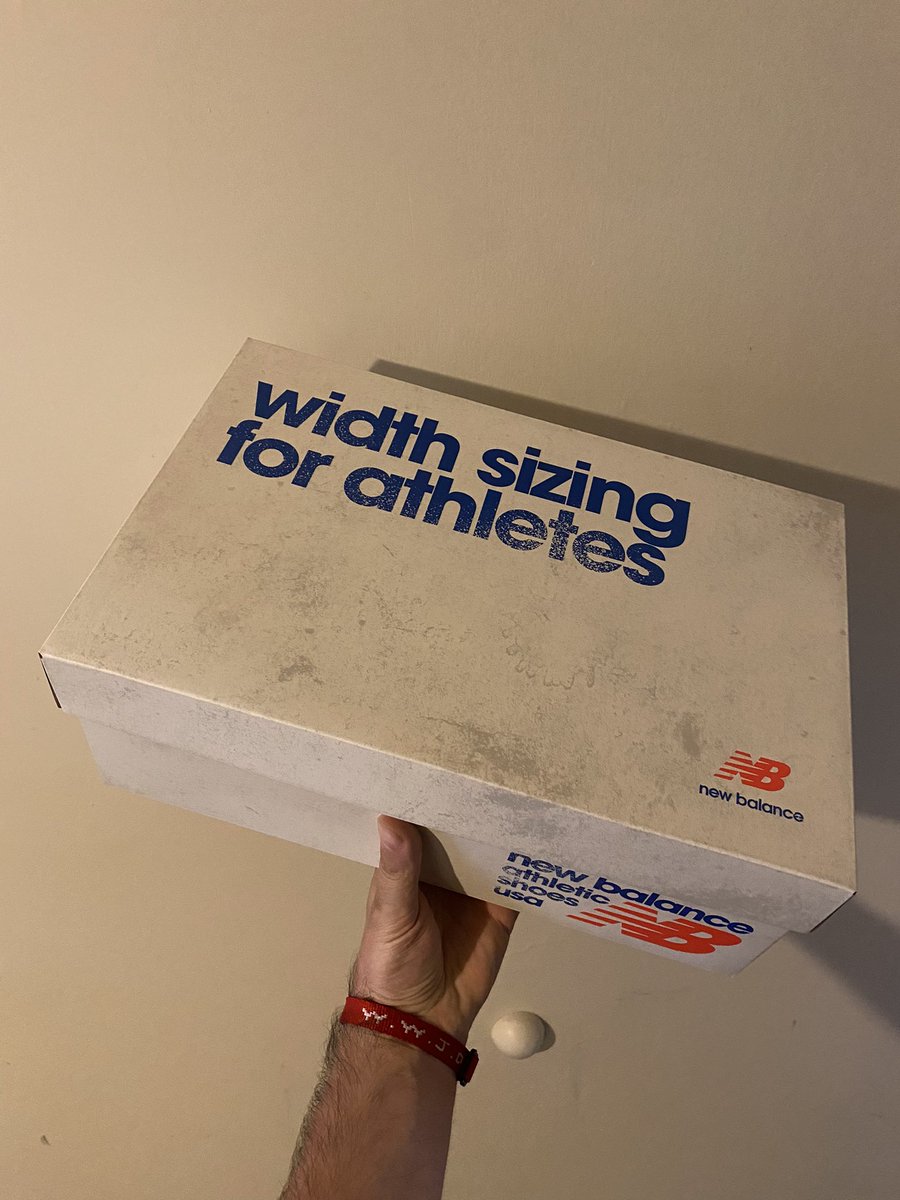 width sizing
for athletes
NB
new balance
new balance
athletic
shoes
usa
NB
W.W.J.D